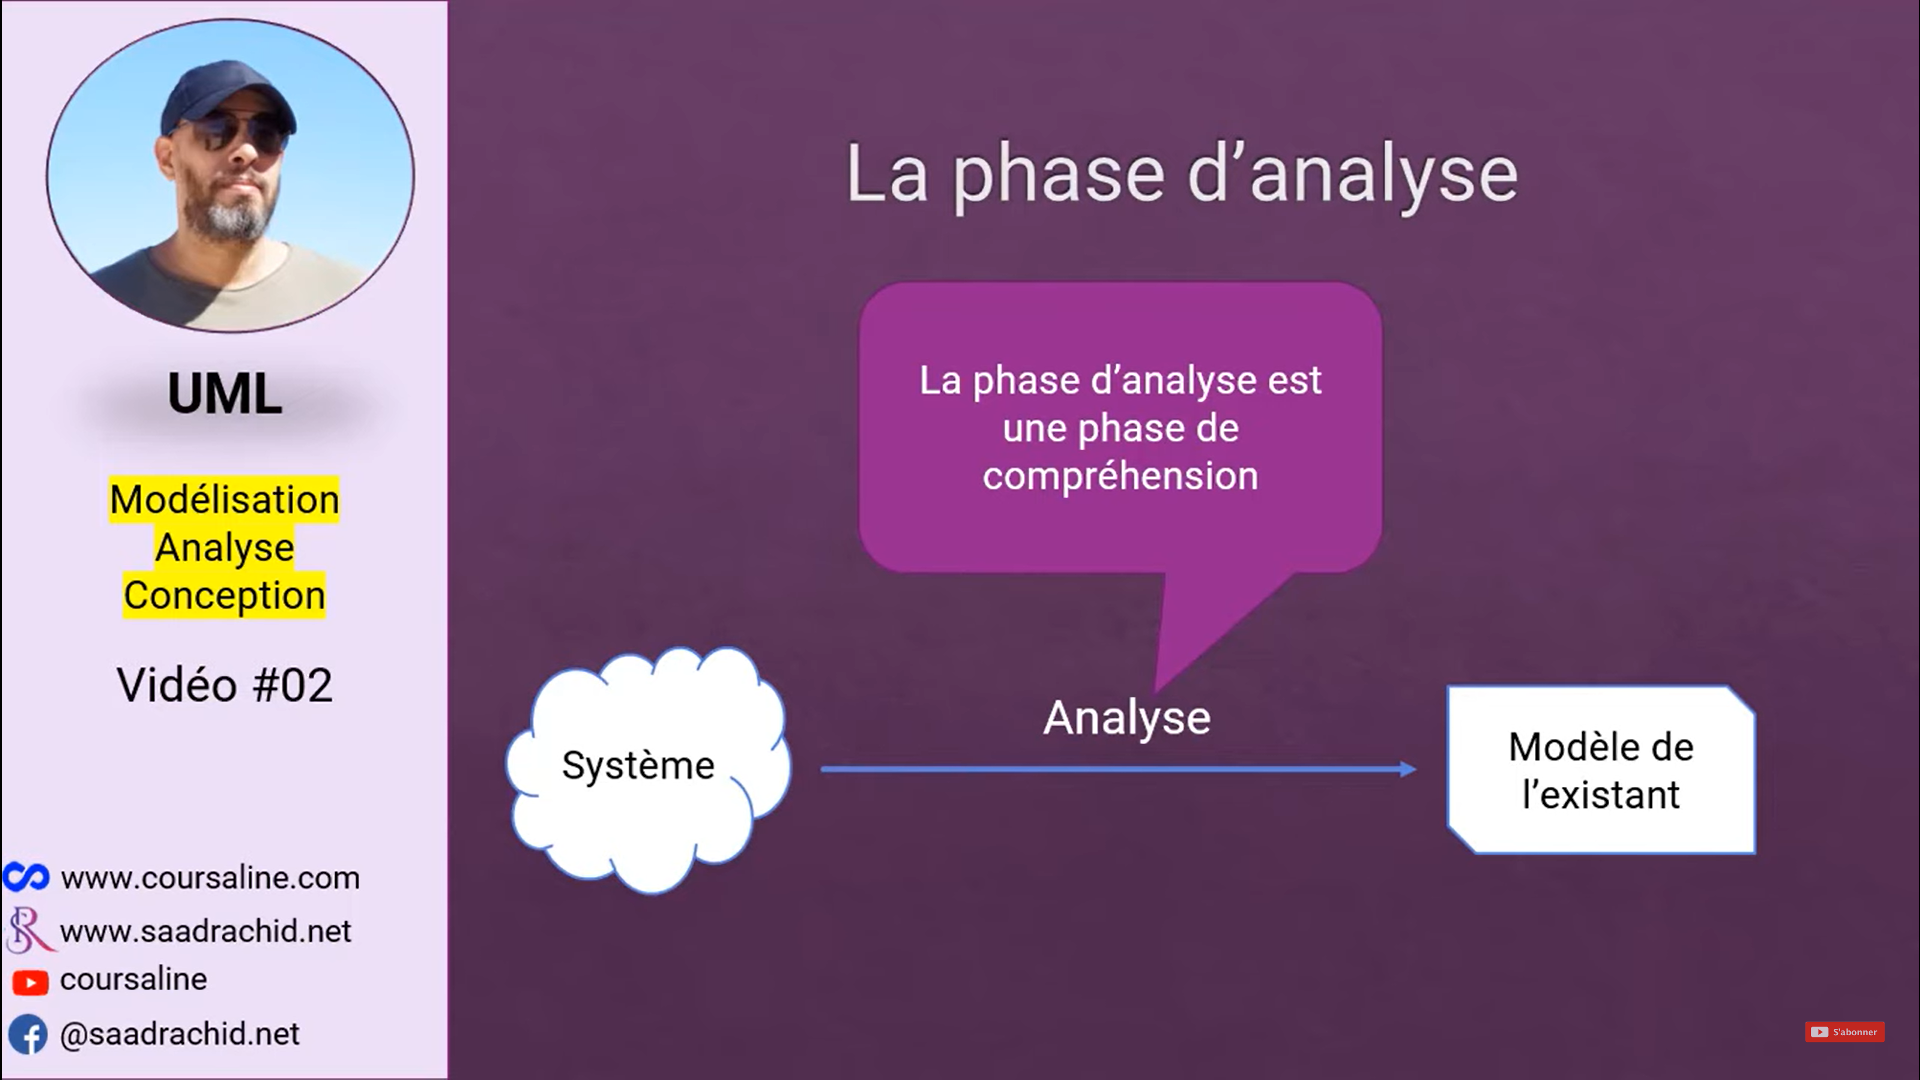 UML
Modélisation
Analyse
Conception
Vidéo #02
www.coursaline.com
www.saadrachid.net
coursaline
@saadrachid.net
La phase d’analyse
La phase d’analyse est
une phase de
compréhension
Système
Analyse
Modèle de
l’existant
S'abonner